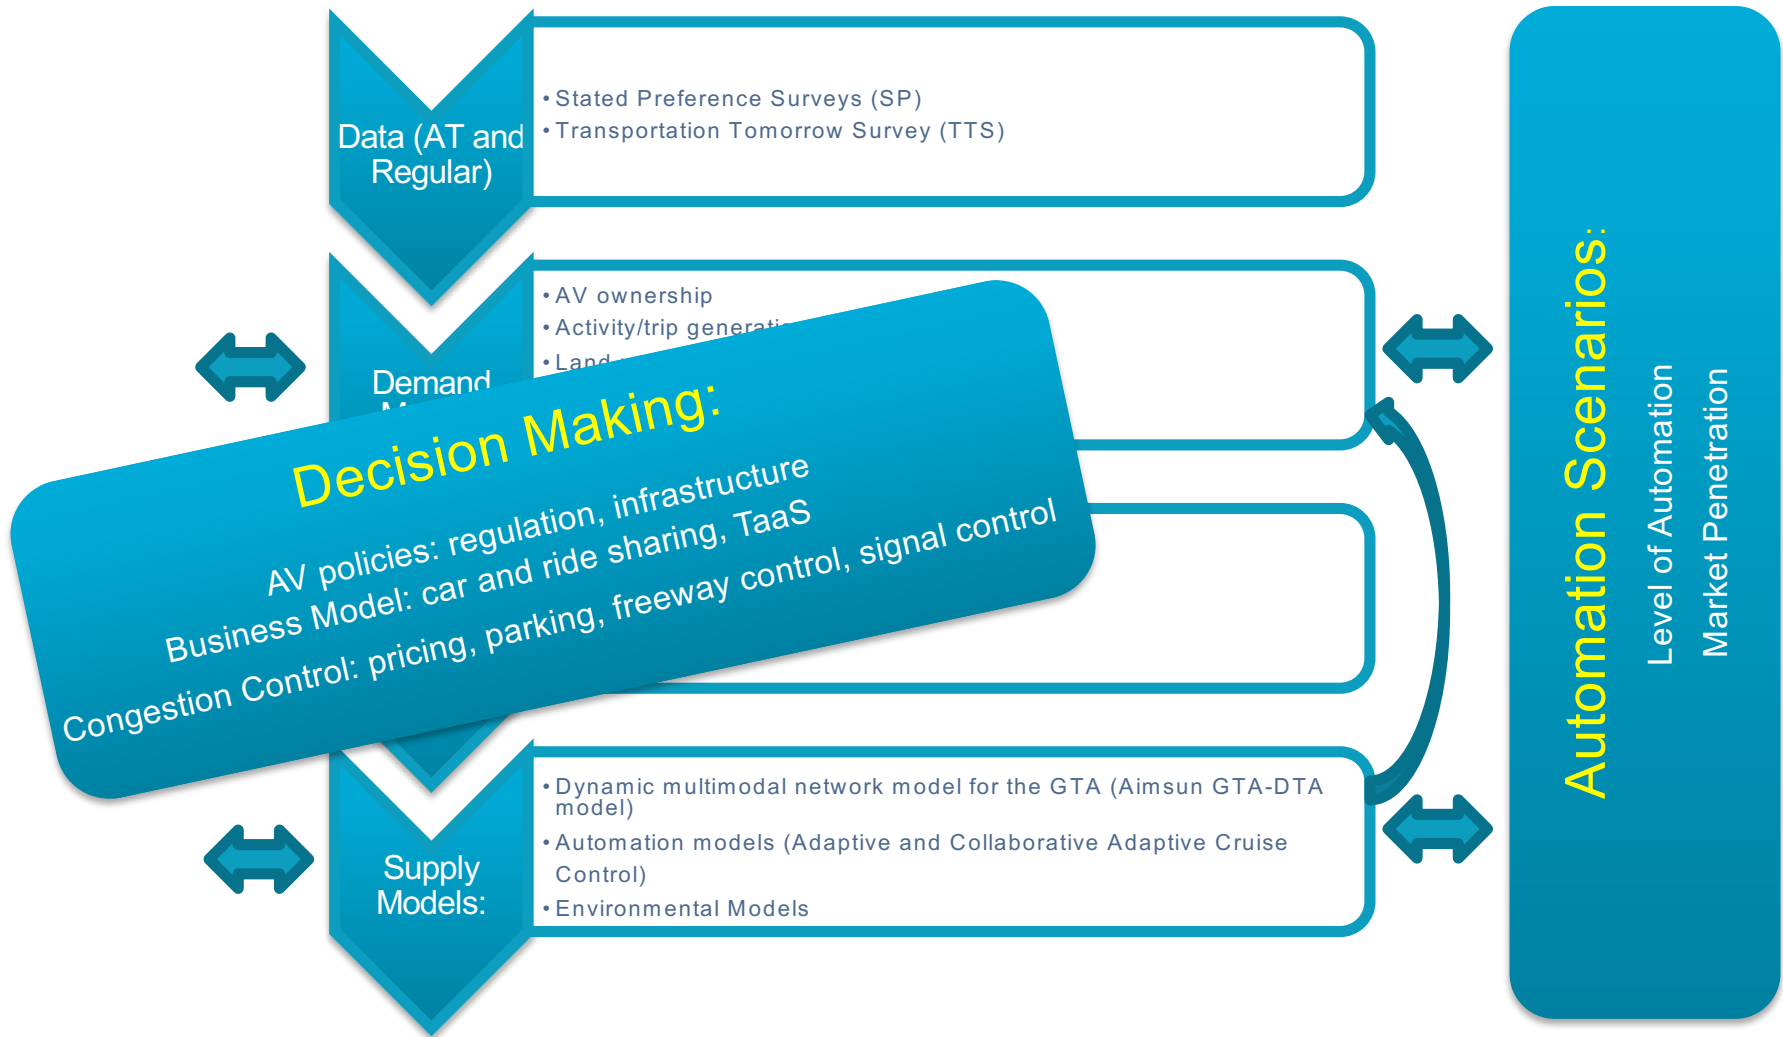 Data (AT and
Regular)
• Stated Preference Surveys (SP)
• Transportation Tomorrow Survey (TTS)
Demand
• AV ownership
• Activity/trip
• Land
Decision Making:
AV policies: regulation, infrastructure
Business Model: car and ride sharing, TaaS
Congestion Control: pricing, parking, freeway control, signal control
Supply
Models:
• Dynamic multimodal network model for the GTA (Aimsun GTA-DTA
model)
• Automation models (Adaptive and Collaborative Adaptive Cruise
Control)
• Environmental Models
Automation Scenarios:
Level of Automation
Market Penetration